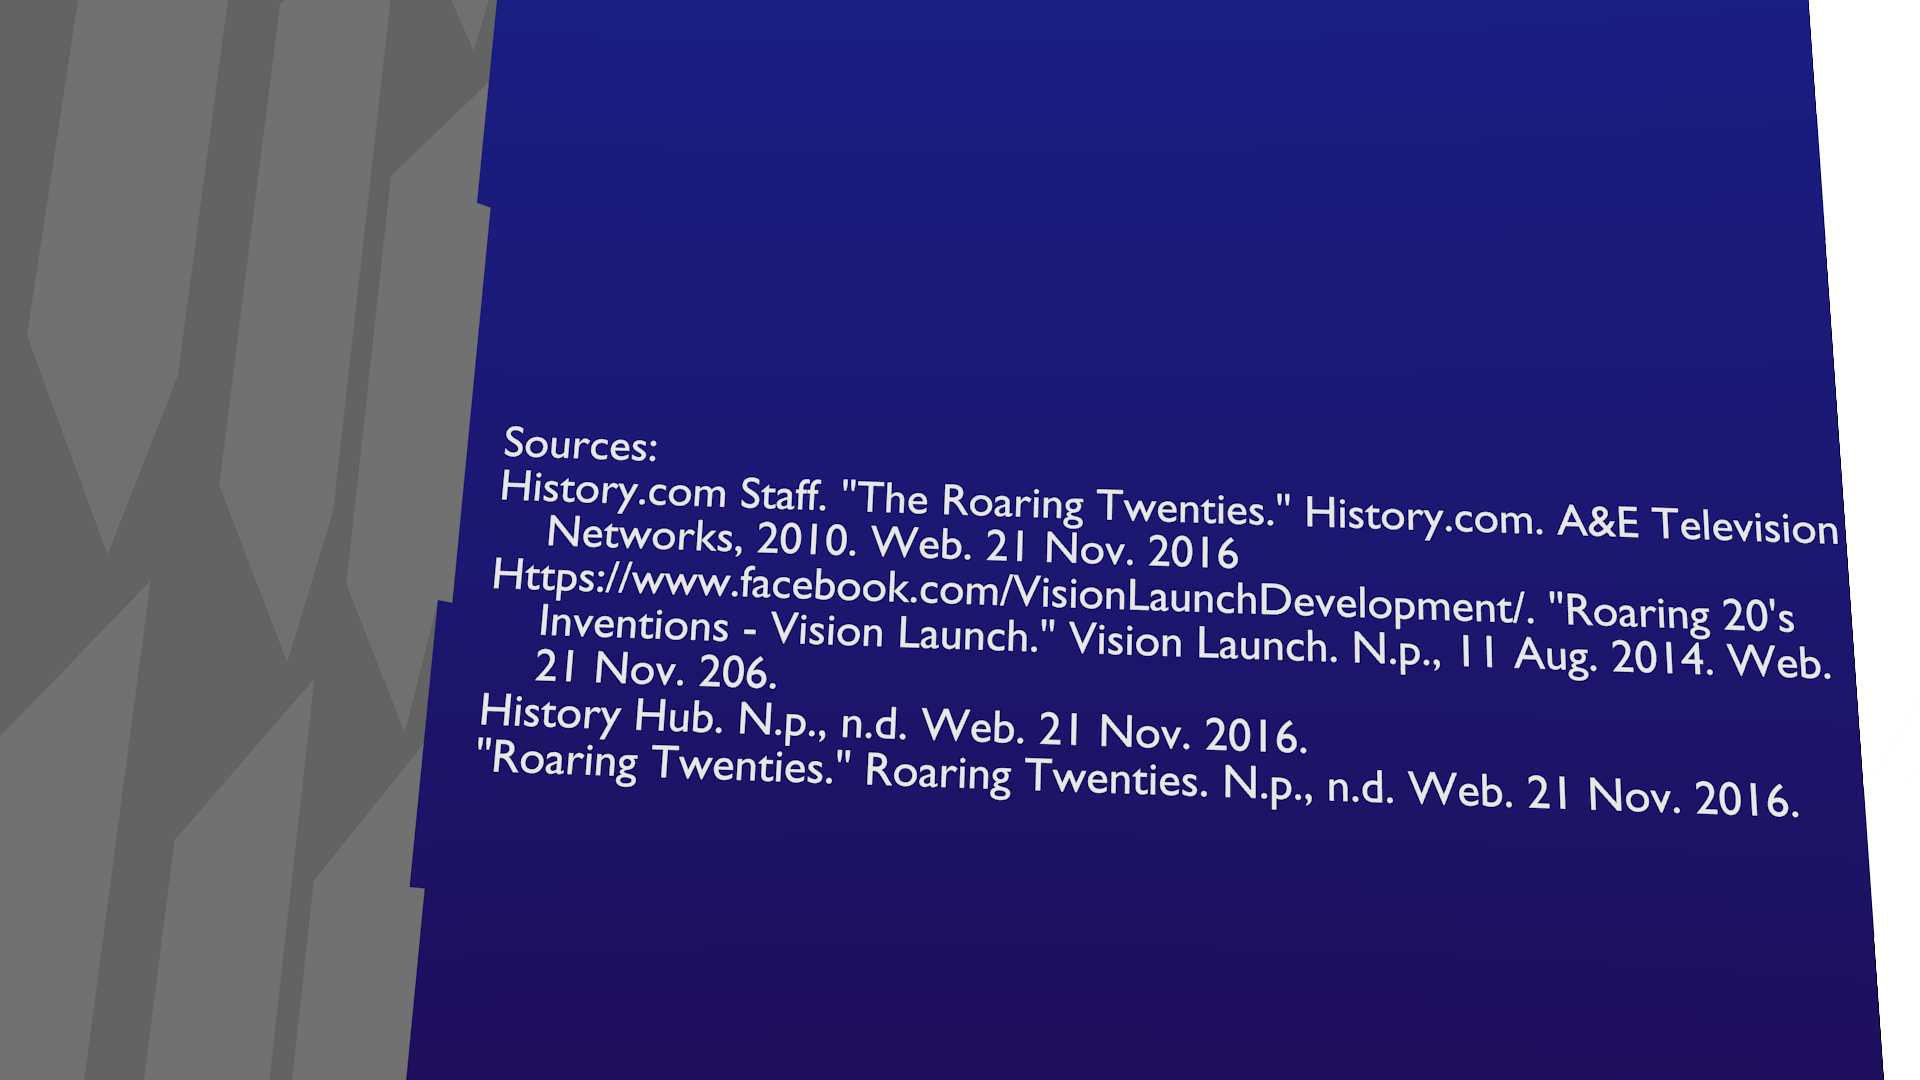 Sources:
History.com Staff. "The Roaring Twenties." History.com. A&E Television
Networks, 2010. Web. 21 Nov. 2016
Https://www.facebook.com/VisionLaunchDevelopment/. "Roaring 20's
Inventions - Vision Launch." Vision Launch. N.p., 11 Aug. 2014. Web.
21 Nov. 206.
History Hub. N.p., n.d. Web. 21 Nov. 2016.
"Roaring Twenties." Roaring Twenties. N.p., n.d. Web. 21 Nov. 2016.